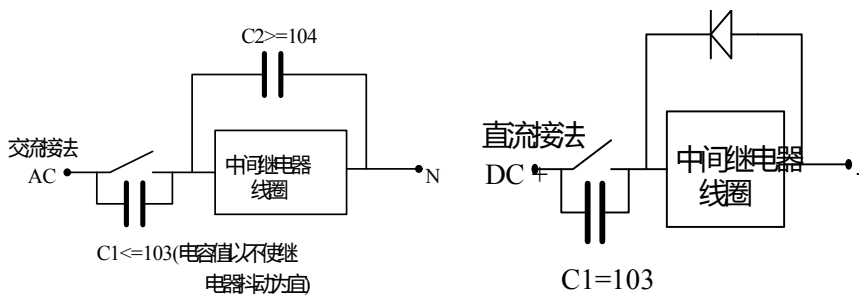 C2>=104
交流接法
AC
中间继电器
线圈
N
C1<=103(电容值以不使继
电器抖动为宜)
直流接法
DC +
中间继电器
线圈
-
C1=103